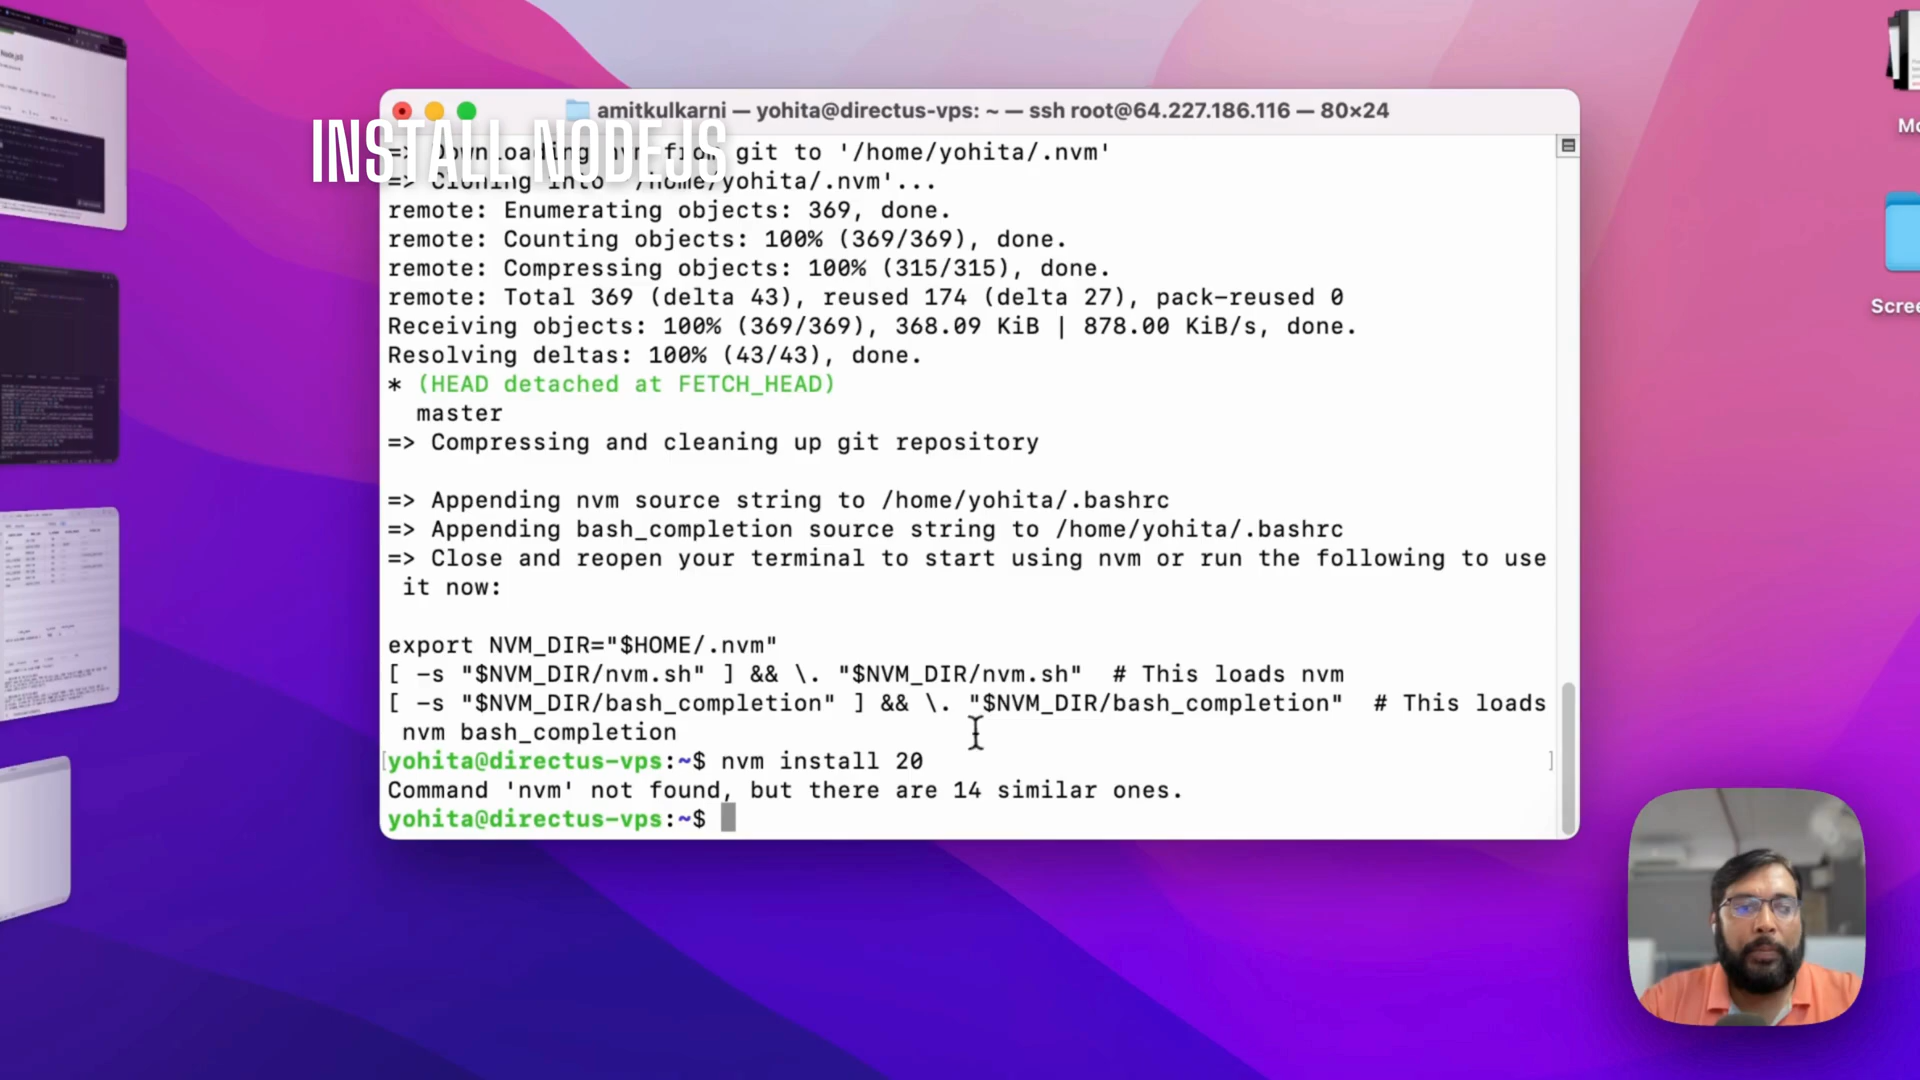 amitkulkarni — yohita@directus-vps: ~ — ssh root@64.227.186.116 — 80×24
INSTALL NODEJS
=> Downloading nvm from git to '/home/yohita/.nvm'
=> Cloning into '/home/yohita/.nvm'...
remote: Enumerating objects: 369, done.
remote: Counting objects: 100% (369/369), done.
remote: Compressing objects: 100% (315/315), done.
remote: Total 369 (delta 43), reused 174 (delta 27), pack-reused 0
Receiving objects: 100% (369/369), 368.09 KiB | 878.00 KiB/s, done.
Resolving deltas: 100% (43/43), done.
* (HEAD detached at FETCH_HEAD)
master
=> Compressing and cleaning up git repository
=> Appending nvm source string to /home/yohita/.bashrc
=> Appending bash_completion source string to /home/yohita/.bashrc
=> Close and reopen your terminal to start using nvm or run the following to use
it now:
export NVM_DIR="$HOME/.nvm"
[ -s "$NVM_DIR/nvm.sh" ] && \. "$NVM_DIR/nvm.sh"  # This loads nvm
[ -s "$NVM_DIR/bash_completion" ] && \. "$NVM_DIR/bash_completion"  # This loads
nvm bash_completion
[yohita@directus-vps:~$ nvm install 20 ]
Command 'nvm' not found, but there are 14 similar ones.
yohita@directus-vps:~$